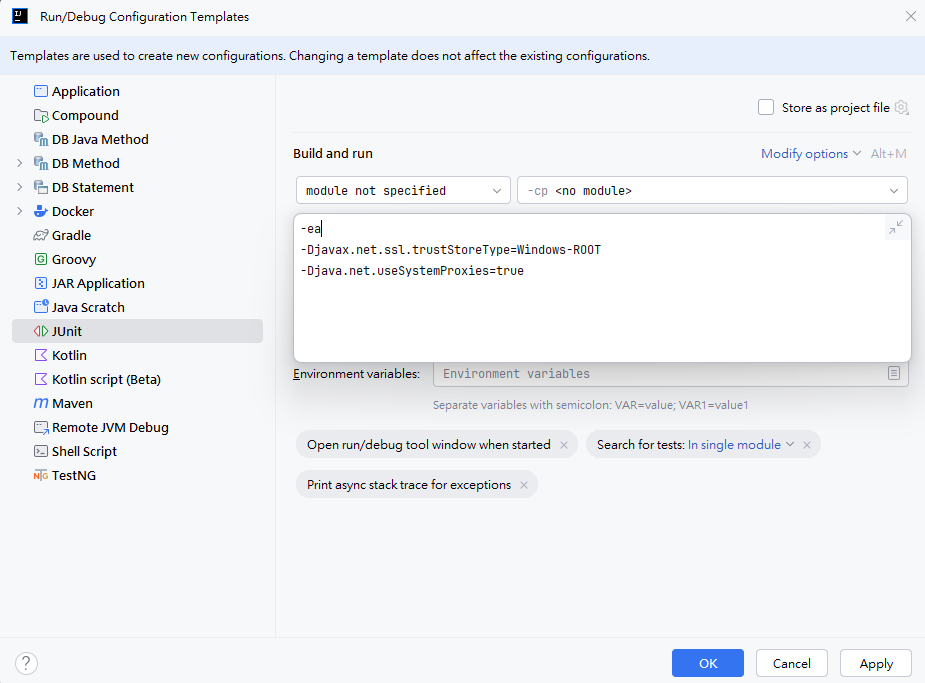 Run/Debug Configuration Templates
Templates are used to create new configurations. Changing a template does not affect the existing configurations.
Application
Compound
DB Java Method
DB Method
DB Statement
Docker
Gradle
Groovy
JAR Application
Java Scratch
JUnit
Kotlin
Kotlin script (Beta)
Maven
Remote JVM Debug
Shell Script
TestNG
Store as project file
Build and run
Modify options Alt+M
module not specified
-cp <no module>
-ea
-Djavax.net.ssl.trustStoreType=Windows-ROOT
-Djava.net.useSystemProxies=true
Environment variables: Environment variables
Separate variables with semicolon: VAR=value; VAR1=value1
Open run/debug tool window when started ×
Search for tests: In single module ×
Print async stack trace for exceptions ×
?
OK
Cancel
Apply